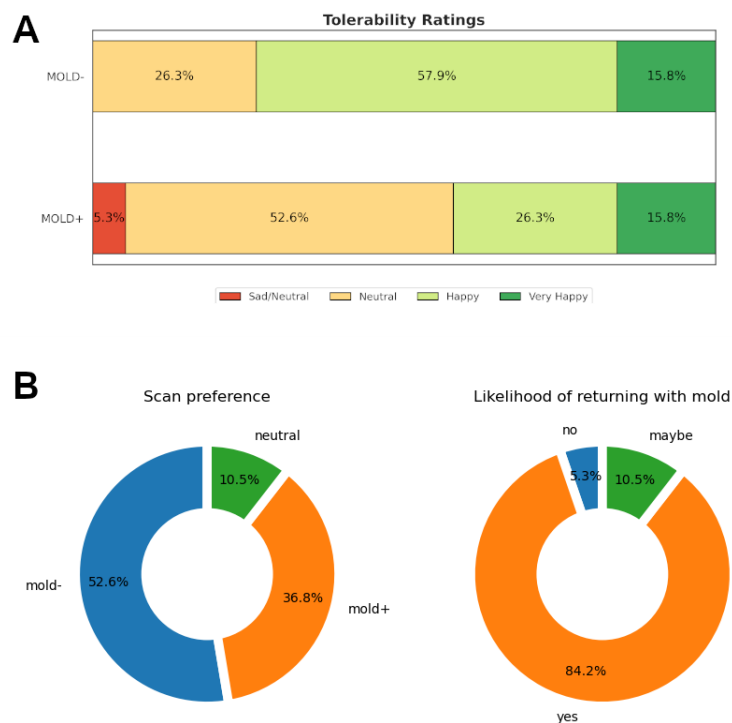 A
Tolerability Ratings
MOLD-
26.3%
57.9%
15.8%
MOLD+
5.3%
52.6%
26.3%
15.8%
Sad/Neutral
Neutral
Happy
Very Happy
B
Scan preference
neutral
10.5%
mold-
52.6%
36.8%
mold+
Likelihood of returning with mold
no
maybe
5.3%
10.5%
84.2%
yes